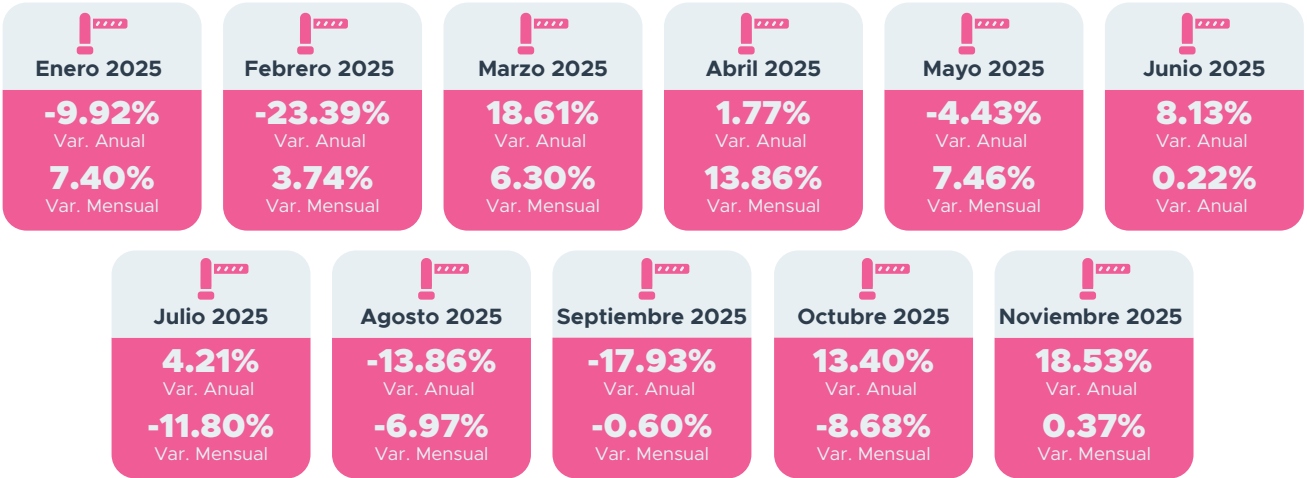 Enero 2025
-9.92%
Var. Anual
7.40%
Var. Mensual
Febrero 2025
-23.39%
Var. Anual
3.74%
Var. Mensual
Marzo 2025
18.61%
Var. Anual
6.30%
Var. Mensual
Abril 2025
1.77%
Var. Anual
13.86%
Var. Mensual
Mayo 2025
-4.43%
Var. Anual
7.46%
Var. Mensual
Junio 2025
8.13%
Var. Anual
0.22%
Var. Anual
Julio 2025
4.21%
Var. Anual
-11.80%
Var. Mensual
Agosto 2025
-13.86%
Var. Anual
-6.97%
Var. Mensual
Septiembre 2025
-17.93%
Var. Anual
-0.60%
Var. Mensual
Octubre 2025
13.40%
Var. Anual
-8.68%
Var. Mensual
Noviembre 2025
18.53%
Var. Anual
0.37%
Var. Mensual